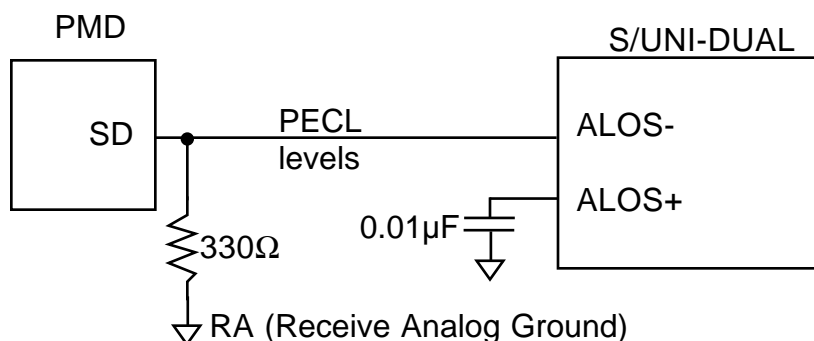 PMD
S/UNI-DUAL
SD
PECL
levels
ALOS-
ALOS+
0.01µF
330Ω
RA (Receive Analog Ground)